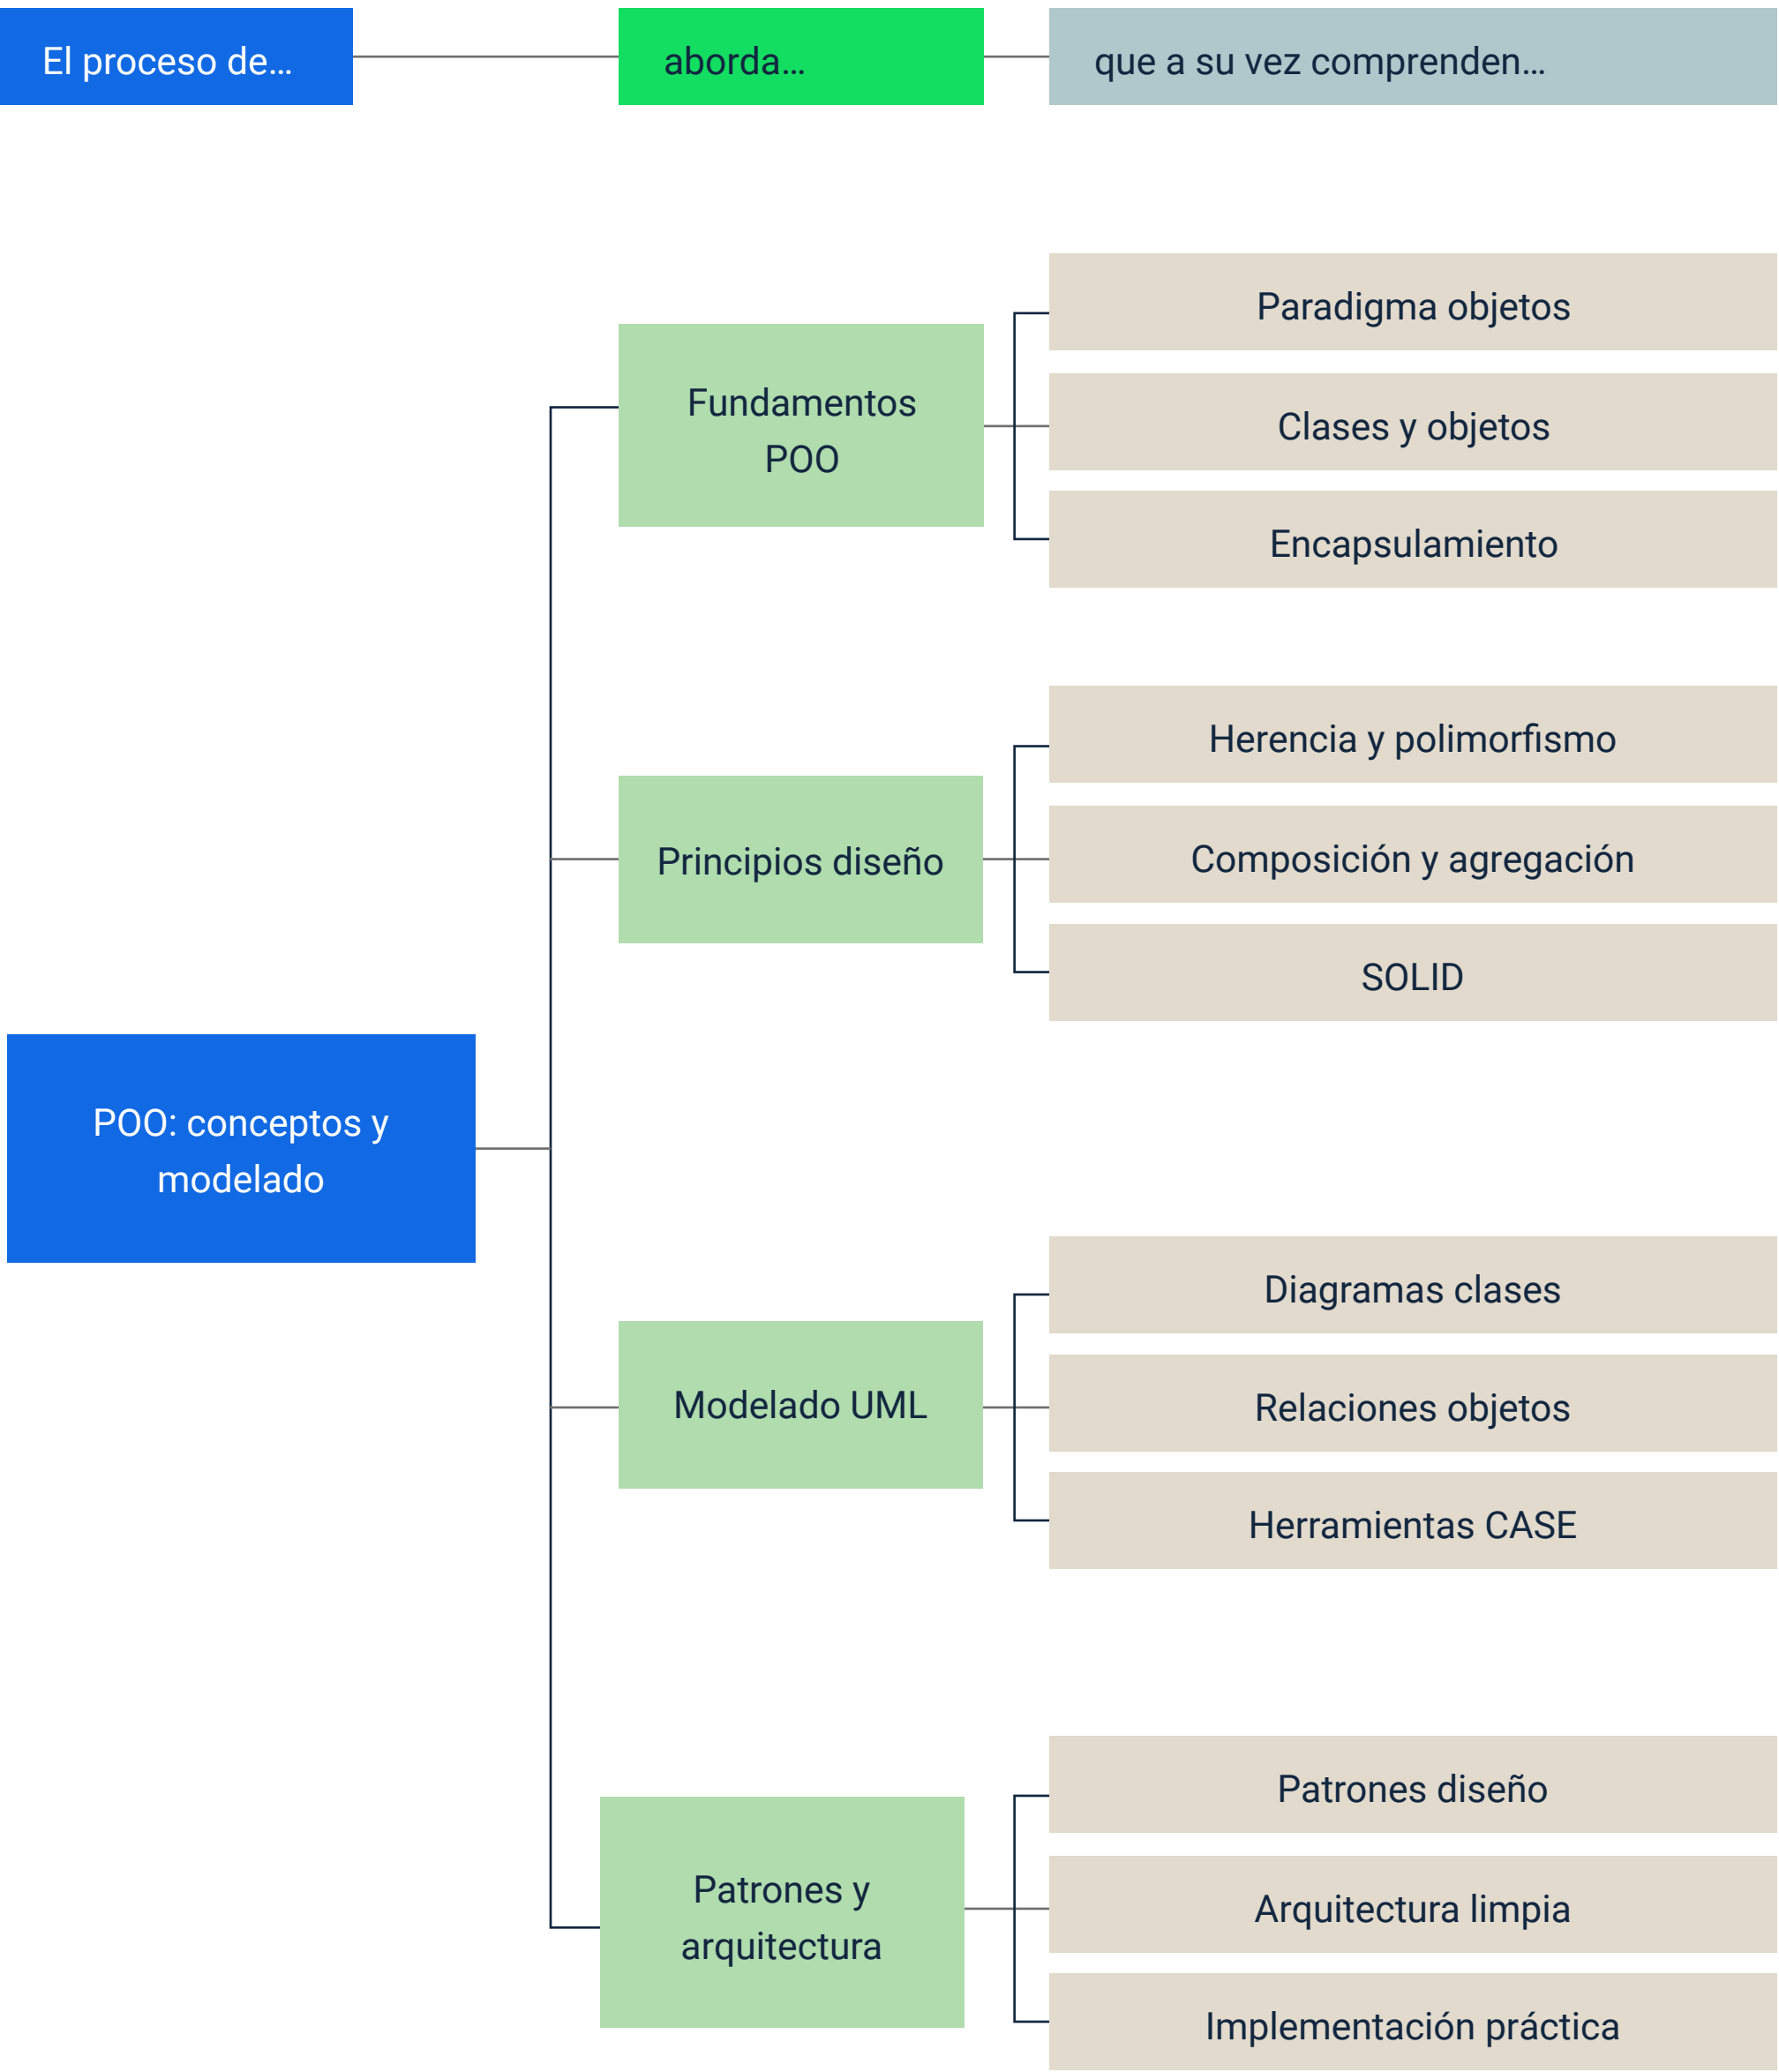 El proceso de...
aborda...
que a su vez comprenden...
Paradigma objetos
Fundamentos
POO
Clases y objetos
Encapsulamiento
Herencia y polimorfismo
Principios diseño
Composición y agregación
SOLID
POO: conceptos y
modelado
Diagramas clases
Modelado UML
Relaciones objetos
Herramientas CASE
Patrones diseño
Patrones y
arquitectura
Arquitectura limpia
Implementación práctica